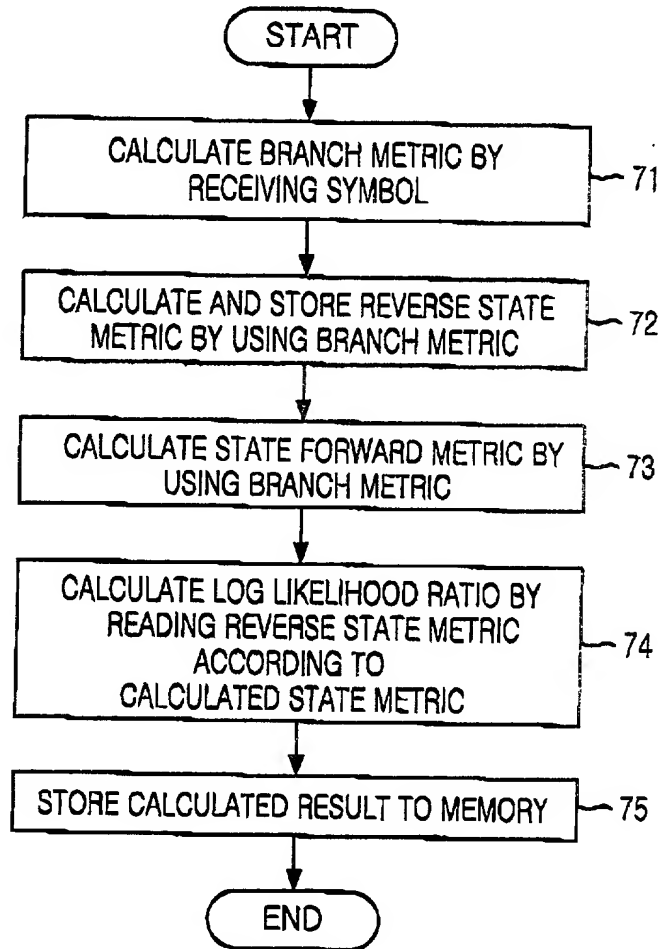 START
CALCULATE BRANCH METRIC BY
RECEIVING SYMBOL
71
CALCULATE AND STORE REVERSE STATE
METRIC BY USING BRANCH METRIC
72
CALCULATE STATE FORWARD METRIC BY
USING BRANCH METRIC
73
CALCULATE LOG LIKELIHOOD RATIO BY
READING REVERSE STATE METRIC
ACCORDING TO
CALCULATED STATE METRIC
74
STORE CALCULATED RESULT TO MEMORY
75
END